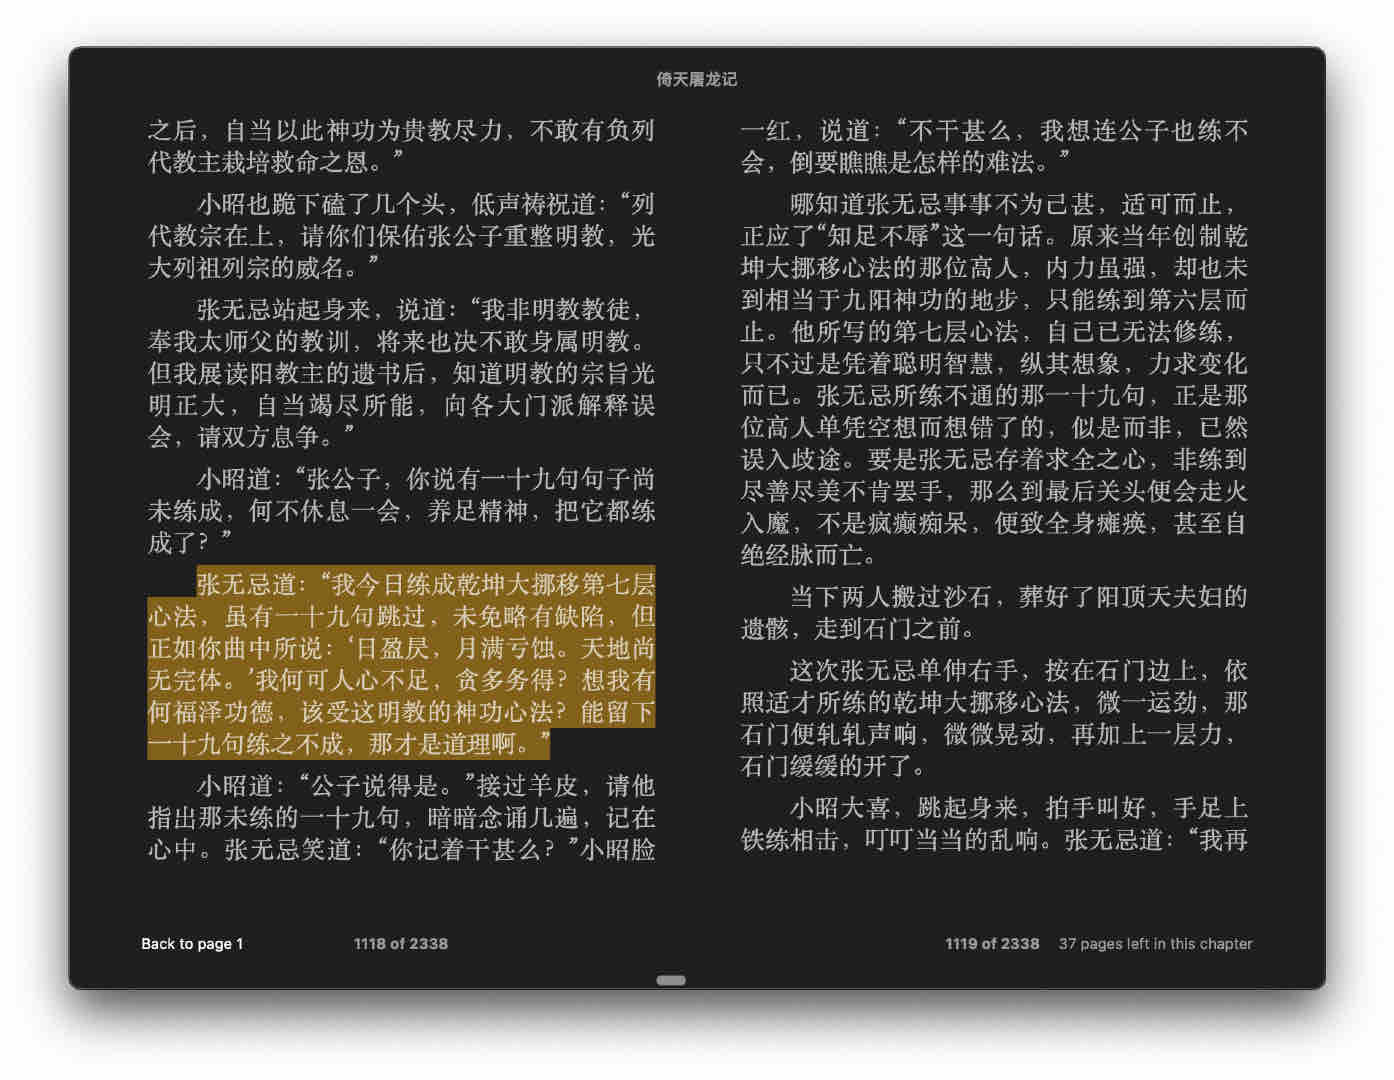 倚天屠龙记
之后，自当以此神功为贵教尽力，不敢有负列
代教主栽培救命之恩。”
小昭也跪下磕了几个头，低声祷祝道：“列
代教宗在上，请你们保佑张公子重整明教，光
大列祖列宗的威名。”
张无忌站起身来，说道：“我非明教教徒，
奉我太师父的教训，将来也决不敢身属明教。
但我展读阳教主的遗书后，知道明教的宗旨光
明正大，自当竭尽所能，向各大门派解释误
会，请双方息争。”
小昭道：“张公子，你说有一十九句句子尚
未练成，何不休息一会，养足精神，把它都练
成了？”
张无忌道：“我今日练成乾坤大挪移第七层
心法，虽有一十九句跳过，未免略有缺陷，但
正如你曲中所说：‘日盈昃，月满亏蚀。天地尚
无完体。’我何可人心不足，贪多务得？想我有
何福泽功德，该受这明教的神功心法？能留下
一十九句练之不成，那才是道理啊。”
小昭道：“公子说得是。”接过羊皮，请他
指出那未练的一十九句，暗暗念诵几遍，记在
心中。张无忌笑道：“你记着干甚么？”小昭脸
一红，说道：“不干甚么，我想连公子也练不
会，倒要瞧瞧是怎样的难法。”
哪知道张无忌事事不为己甚，适可而止，
正应了“知足不辱”这一句话。原来当年创制乾
坤大挪移心法的那位高人，内力虽强，却也未
到相当于九阳神功的地步，只能练到第六层而
止。他所写的第七层心法，自己已无法修练，
只不过是凭着聪明智慧，纵其想象，力求变化
而已。张无忌所练不通的那一十九句，正是那
位高人单凭空想而想错了的，似是而非，已然
误入歧途。要是张无忌存着求全之心，非练到
尽善尽美不肯罢手，那么到最后关头便会走火
入魔，不是疯癫痴呆，便致全身瘫痪，甚至自
绝经脉而亡。
当下两人搬过沙石，葬好了阳顶天夫妇的
遗骸，走到石门之前。
这次张无忌单伸右手，按在石门边上，依
照适才所练的乾坤大挪移心法，微一运劲，那
石门便轧轧声响，微微晃动，再加上一层力，
石门缓缓的开了。
小昭大喜，跳起身来，拍手叫好，手足上
铁练相击，叮叮当当的乱响。张无忌道：“我再
Back to page 1
1118 of 2338
1119 of 2338
37 pages left in this chapter